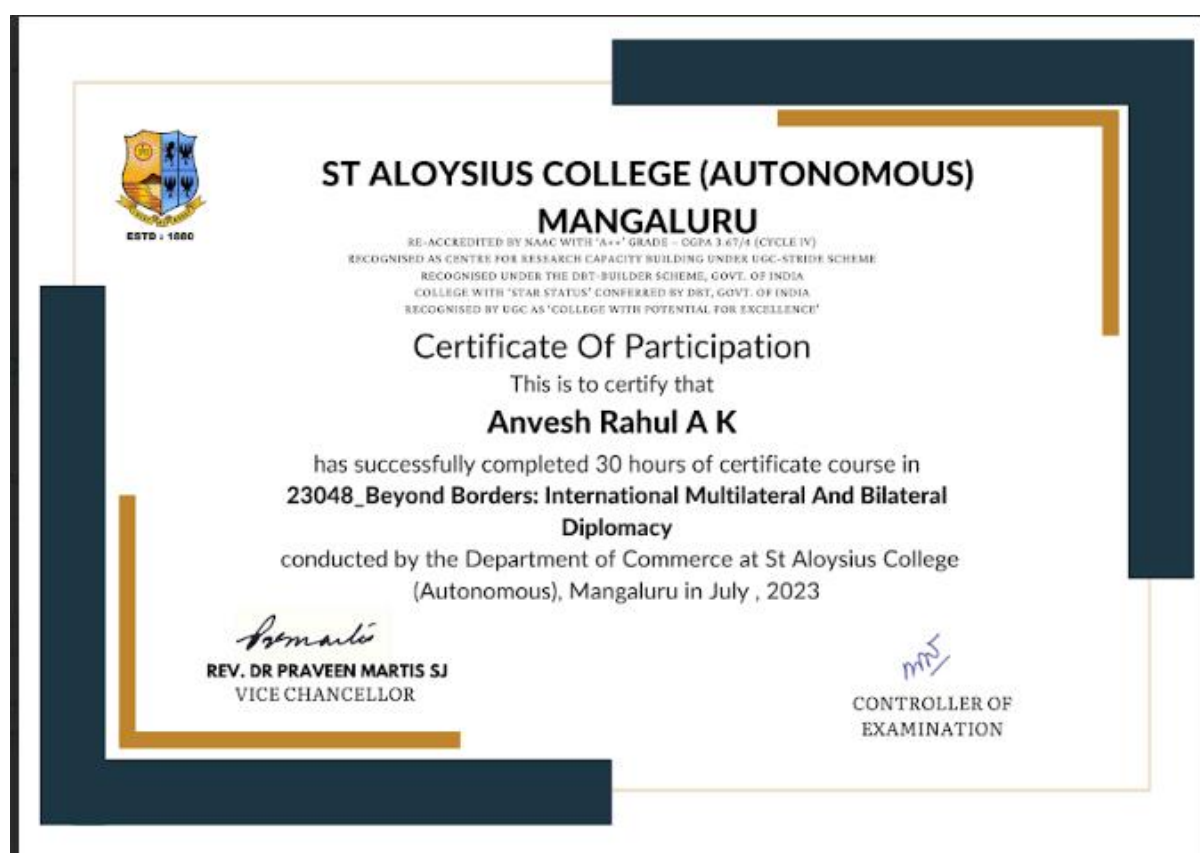 ESTD : 1880
ST ALOYSIUS COLLEGE (AUTONOMOUS)
MANGALURU
RE-ACCREDITED BY NAAC WITH 'A++' GRADE – CGPA 3.67/4 (CYCLE IV)
RECOGNISED AS CENTRE FOR RESEARCH CAPACITY BUILDING UNDER UGC-STRIDE SCHEME
RECOGNISED UNDER THE DBT-BUILDER SCHEME, GOVT. OF INDIA
COLLEGE WITH 'STAR STATUS' CONFERRED BY DBT, GOVT. OF INDIA
RECOGNISED BY UGC AS 'COLLEGE WITH POTENTIAL FOR EXCELLENCE'
Certificate Of Participation
This is to certify that
Anvesh Rahul A K
has successfully completed 30 hours of certificate course in
23048_Beyond Borders: International Multilateral And Bilateral
Diplomacy
conducted by the Department of Commerce at St Aloysius College
(Autonomous), Mangaluru in July , 2023
REV. DR PRAVEEN MARTIS SJ
VICE CHANCELLOR
CONTROLLER OF
EXAMINATION